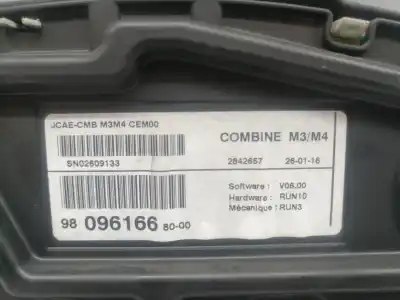 JCAE-CMB M3M4 CEM00
COMBINE M3/M4
SN02609133
2842657 26-01-16
Software : V06,00
Hardware : RUN10
Mécanique : RUN3
98 096166 80-00